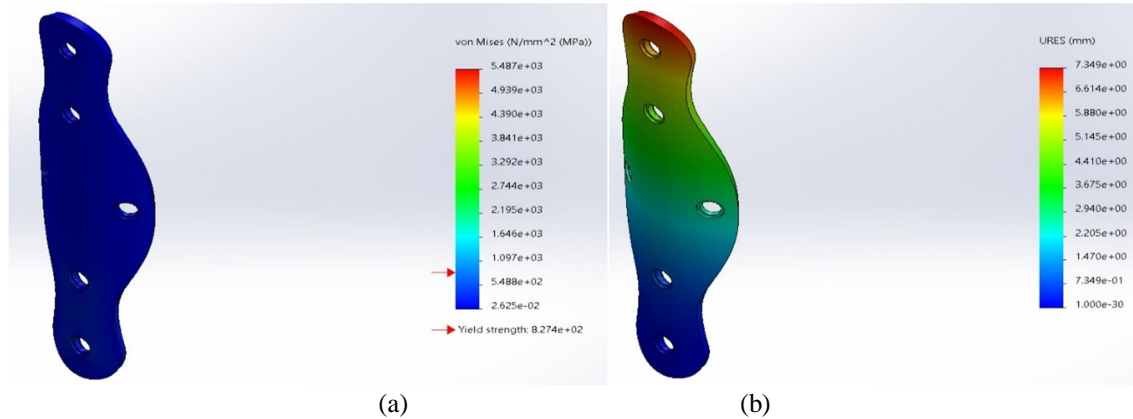 von Mises (N/mm^2 (MPa))
5.487e+03
4.939e+03
4.390e+03
3.841e+03
3.292e+03
2.744e+03
2.195e+03
1.646e+03
1.097e+03
5.488e+02
2.625e-02
Yield strength: 8.274e+02
(a)
URES (mm)
7.349e+00
6.614e+00
5.880e+00
5.145e+00
4.410e+00
3.675e+00
2.940e+00
2.205e+00
1.470e+00
7.349e-01
1.000e-30
(b)